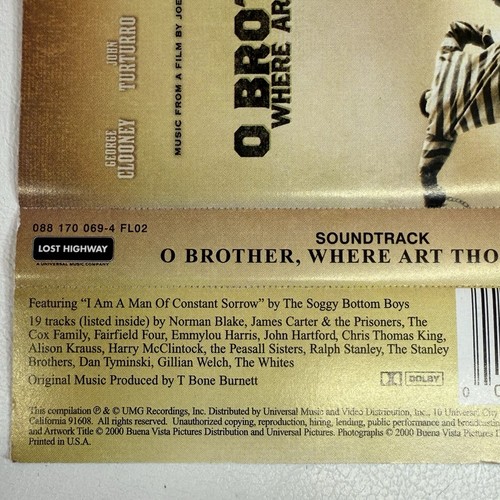 GEORGE
CLOONEY
JOHN
TURTURRO
MUSIC FROM A FILM BY JOE
O BRO
WHERE AR
088 170 069-4 FL02
LOST HIGHWAY
A UNIVERSAL MUSIC COMPANY
SOUNDTRACK
O BROTHER, WHERE ART THO
Featuring “I Am A Man Of Constant Sorrow” by The Soggy Bottom Boys
19 tracks (listed inside) by Norman Blake, James Carter & the Prisoners, The
Cox Family, Fairfield Four, Emmylou Harris, John Hartford, Chris Thomas King,
Alison Krauss, Harry McClintock, the Peasall Sisters, Ralph Stanley, The Stanley
Brothers, Dan Tyminski, Gillian Welch, The Whites
Original Music Produced by T Bone Burnett
DOLBY
0
This compilation ℗ & © UMG Recordings, Inc. Distributed by Universal Music and Video Distribution, Inc., 10 Universal City
California 91608. All rights reserved. Unauthorized copying, reproduction, hiring, lending, public performance and broadcasting
and Artwork Title © 2000 Buena Vista Pictures Distribution and Universal Pictures. Photographs © 2000 Buena Vista Pictures
Printed in U.S.A.